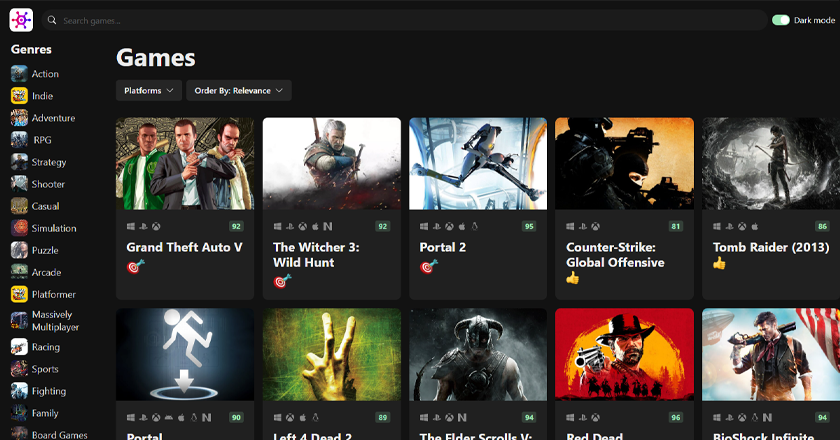 Search games...
Dark mode
Genres
Action
Indie
Adventure
RPG
Strategy
Shooter
Casual
Simulation
Puzzle
Arcade
Platformer
Massively
Multiplayer
Racing
Sports
Fighting
Family
Board Games
Games
Platforms
Order By: Relevance
92
Grand Theft Auto V
92
The Witcher 3:
Wild Hunt
95
Portal 2
81
Counter-Strike:
Global Offensive
86
Tomb Raider (2013)
90
Portal
89
Left 4 Dead 2
94
The Elder Scrolls V:
96
Red Dead
94
BioShock Infinite